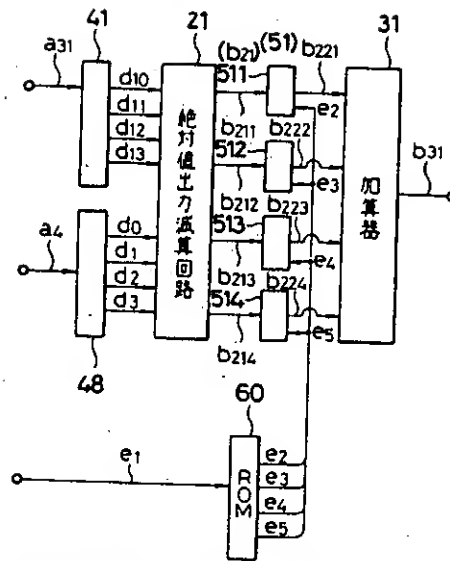 41
21
(b21)
(51)
31
a31
511
b221
d10
d11
d12
d13
b211
e2
512
b222
b212
e3
絶対値出力減算回路
加算器
b31
a4
d0
d1
d2
d3
513
b223
b213
e4
514
b224
b214
e5
48
60
e1
ROM
e2
e3
e4
e5